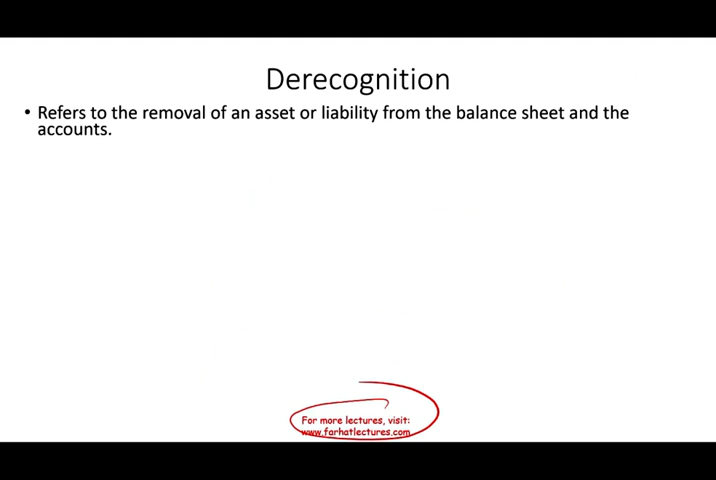 Derecognition
• Refers to the removal of an asset or liability from the balance sheet and the
accounts.
For more lectures, visit:
www.farhatlectures.com